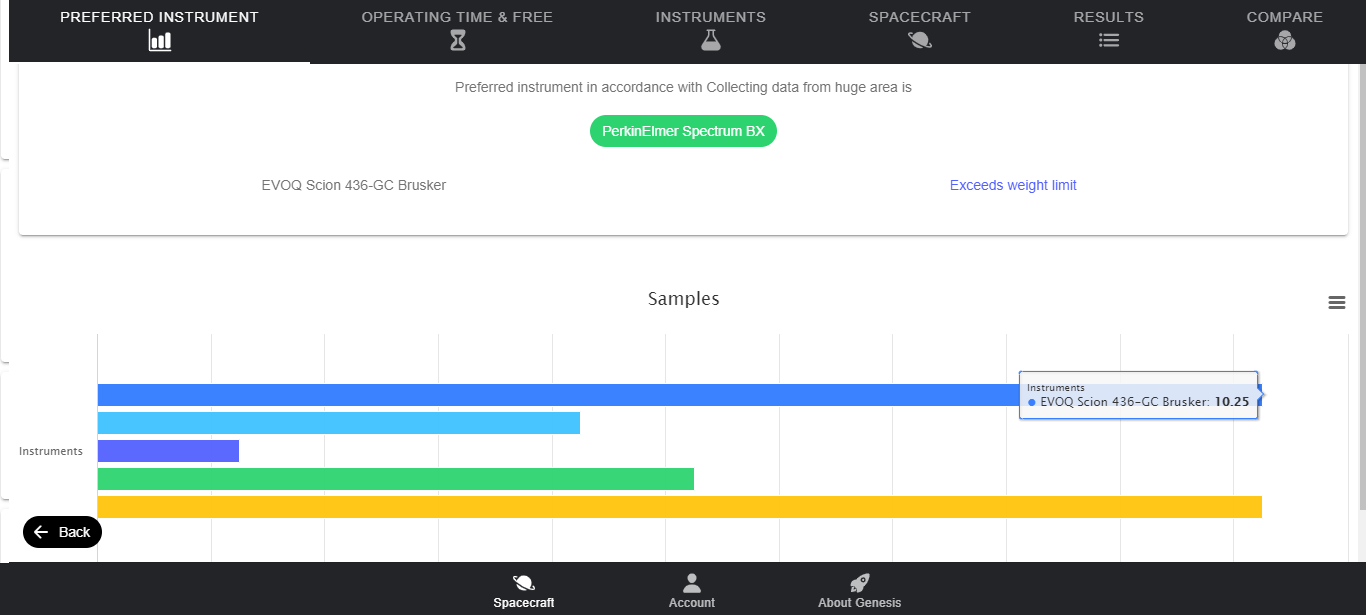 PREFERRED INSTRUMENT
OPERATING TIME & FREE
INSTRUMENTS
SPACECRAFT
RESULTS
COMPARE
Preferred instrument in accordance with Collecting data from huge area is
PerkinElmer Spectrum BX
EVOQ Scion 436-GC Brusker
Exceeds weight limit
Samples
Instruments
EVOQ Scion 436-GC Brusker: 10.25
Instruments
Back
Spacecraft
Account
About Genesis